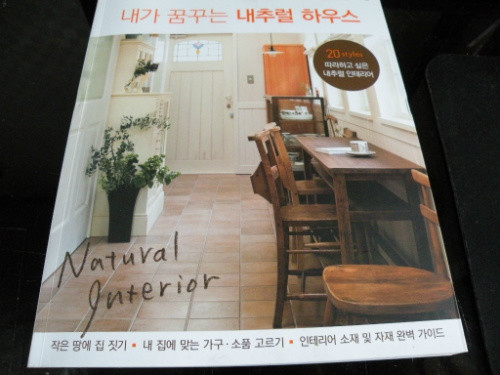 내가 꿈꾸는 내추럴 하우스
20 styles
따라하고 싶은
내추럴 인테리어
Natural
Interior
작은 땅에 집 짓기 • 내 집에 맞는 가구·소품 고르기 • 인테리어 소재 및 자재 완벽 가이드